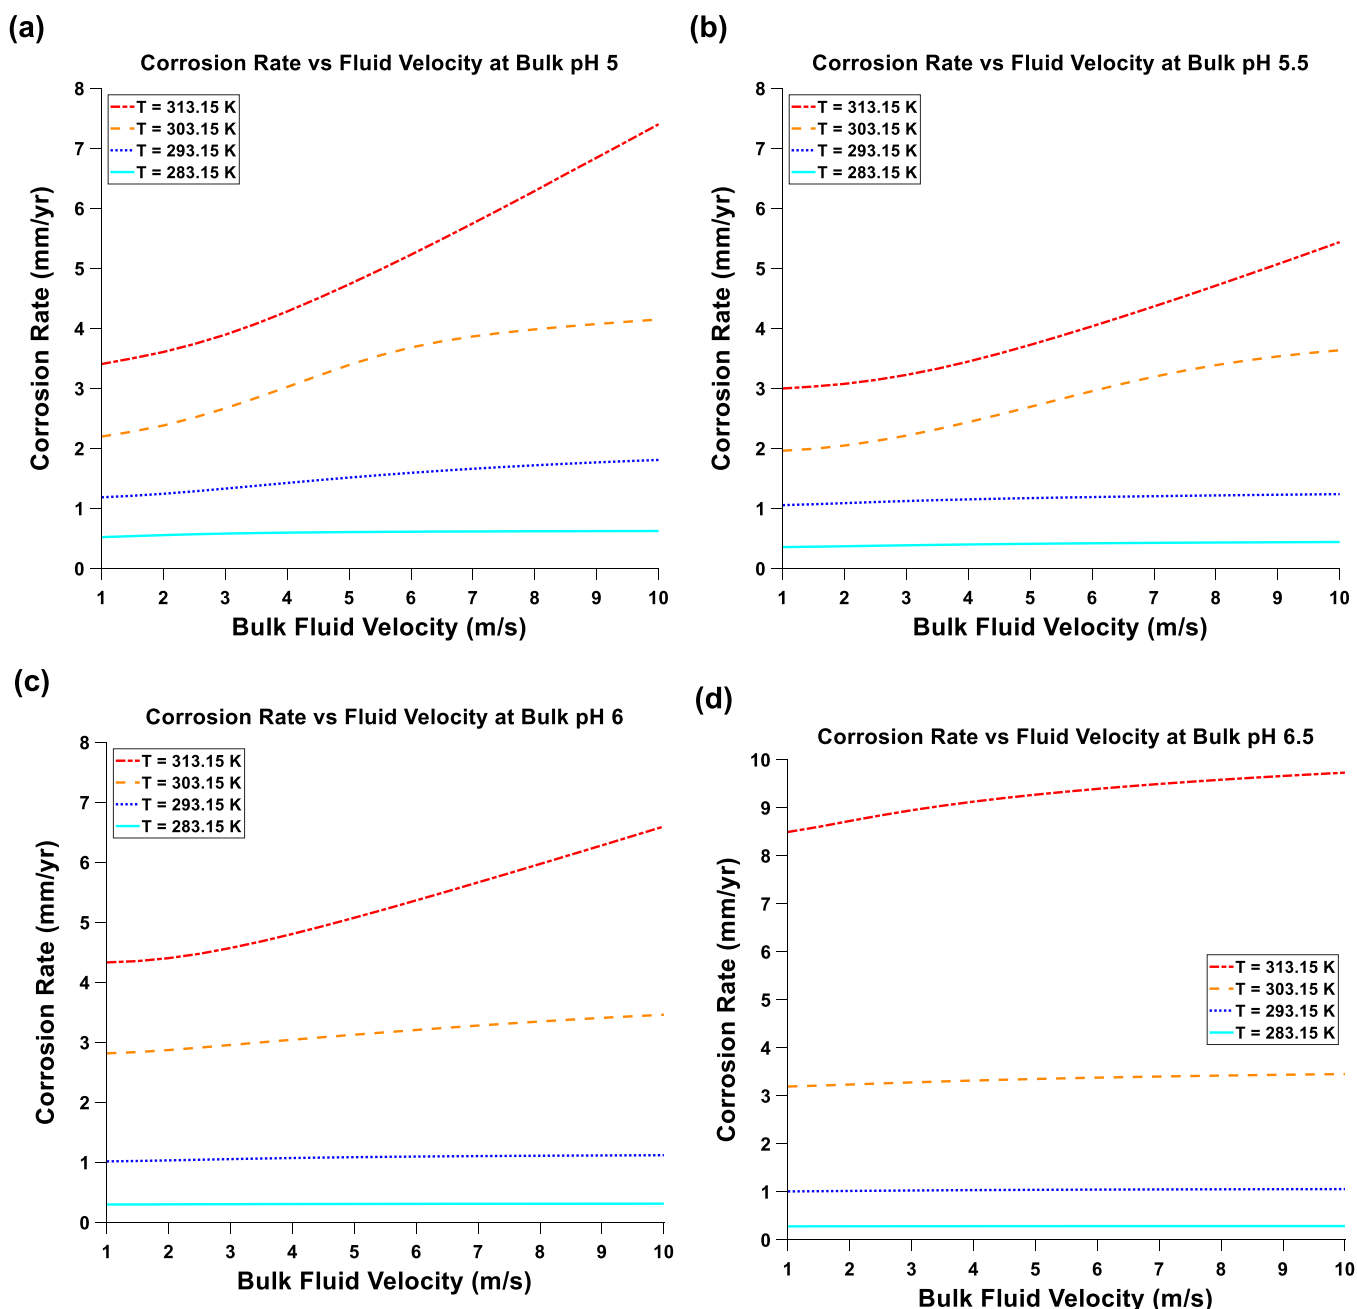 (a)
Corrosion Rate vs Fluid Velocity at Bulk pH 5
8
7
6
5
4
3
2
1
0
Corrosion Rate (mm/yr)
T = 313.15 K
T = 303.15 K
T = 293.15 K
T = 283.15 K
1 2 3 4 5 6 7 8 9 10
Bulk Fluid Velocity (m/s)
(b)
Corrosion Rate vs Fluid Velocity at Bulk pH 5.5
8
7
6
5
4
3
2
1
0
Corrosion Rate (mm/yr)
T = 313.15 K
T = 303.15 K
T = 293.15 K
T = 283.15 K
1 2 3 4 5 6 7 8 9 10
Bulk Fluid Velocity (m/s)
(c)
Corrosion Rate vs Fluid Velocity at Bulk pH 6
8
7
6
5
4
3
2
1
0
Corrosion Rate (mm/yr)
T = 313.15 K
T = 303.15 K
T = 293.15 K
T = 283.15 K
1 2 3 4 5 6 7 8 9 10
Bulk Fluid Velocity (m/s)
(d)
Corrosion Rate vs Fluid Velocity at Bulk pH 6.5
10
9
8
7
6
5
4
3
2
1
0
Corrosion Rate (mm/yr)
T = 313.15 K
T = 303.15 K
T = 293.15 K
T = 283.15 K
1 2 3 4 5 6 7 8 9 10
Bulk Fluid Velocity (m/s)